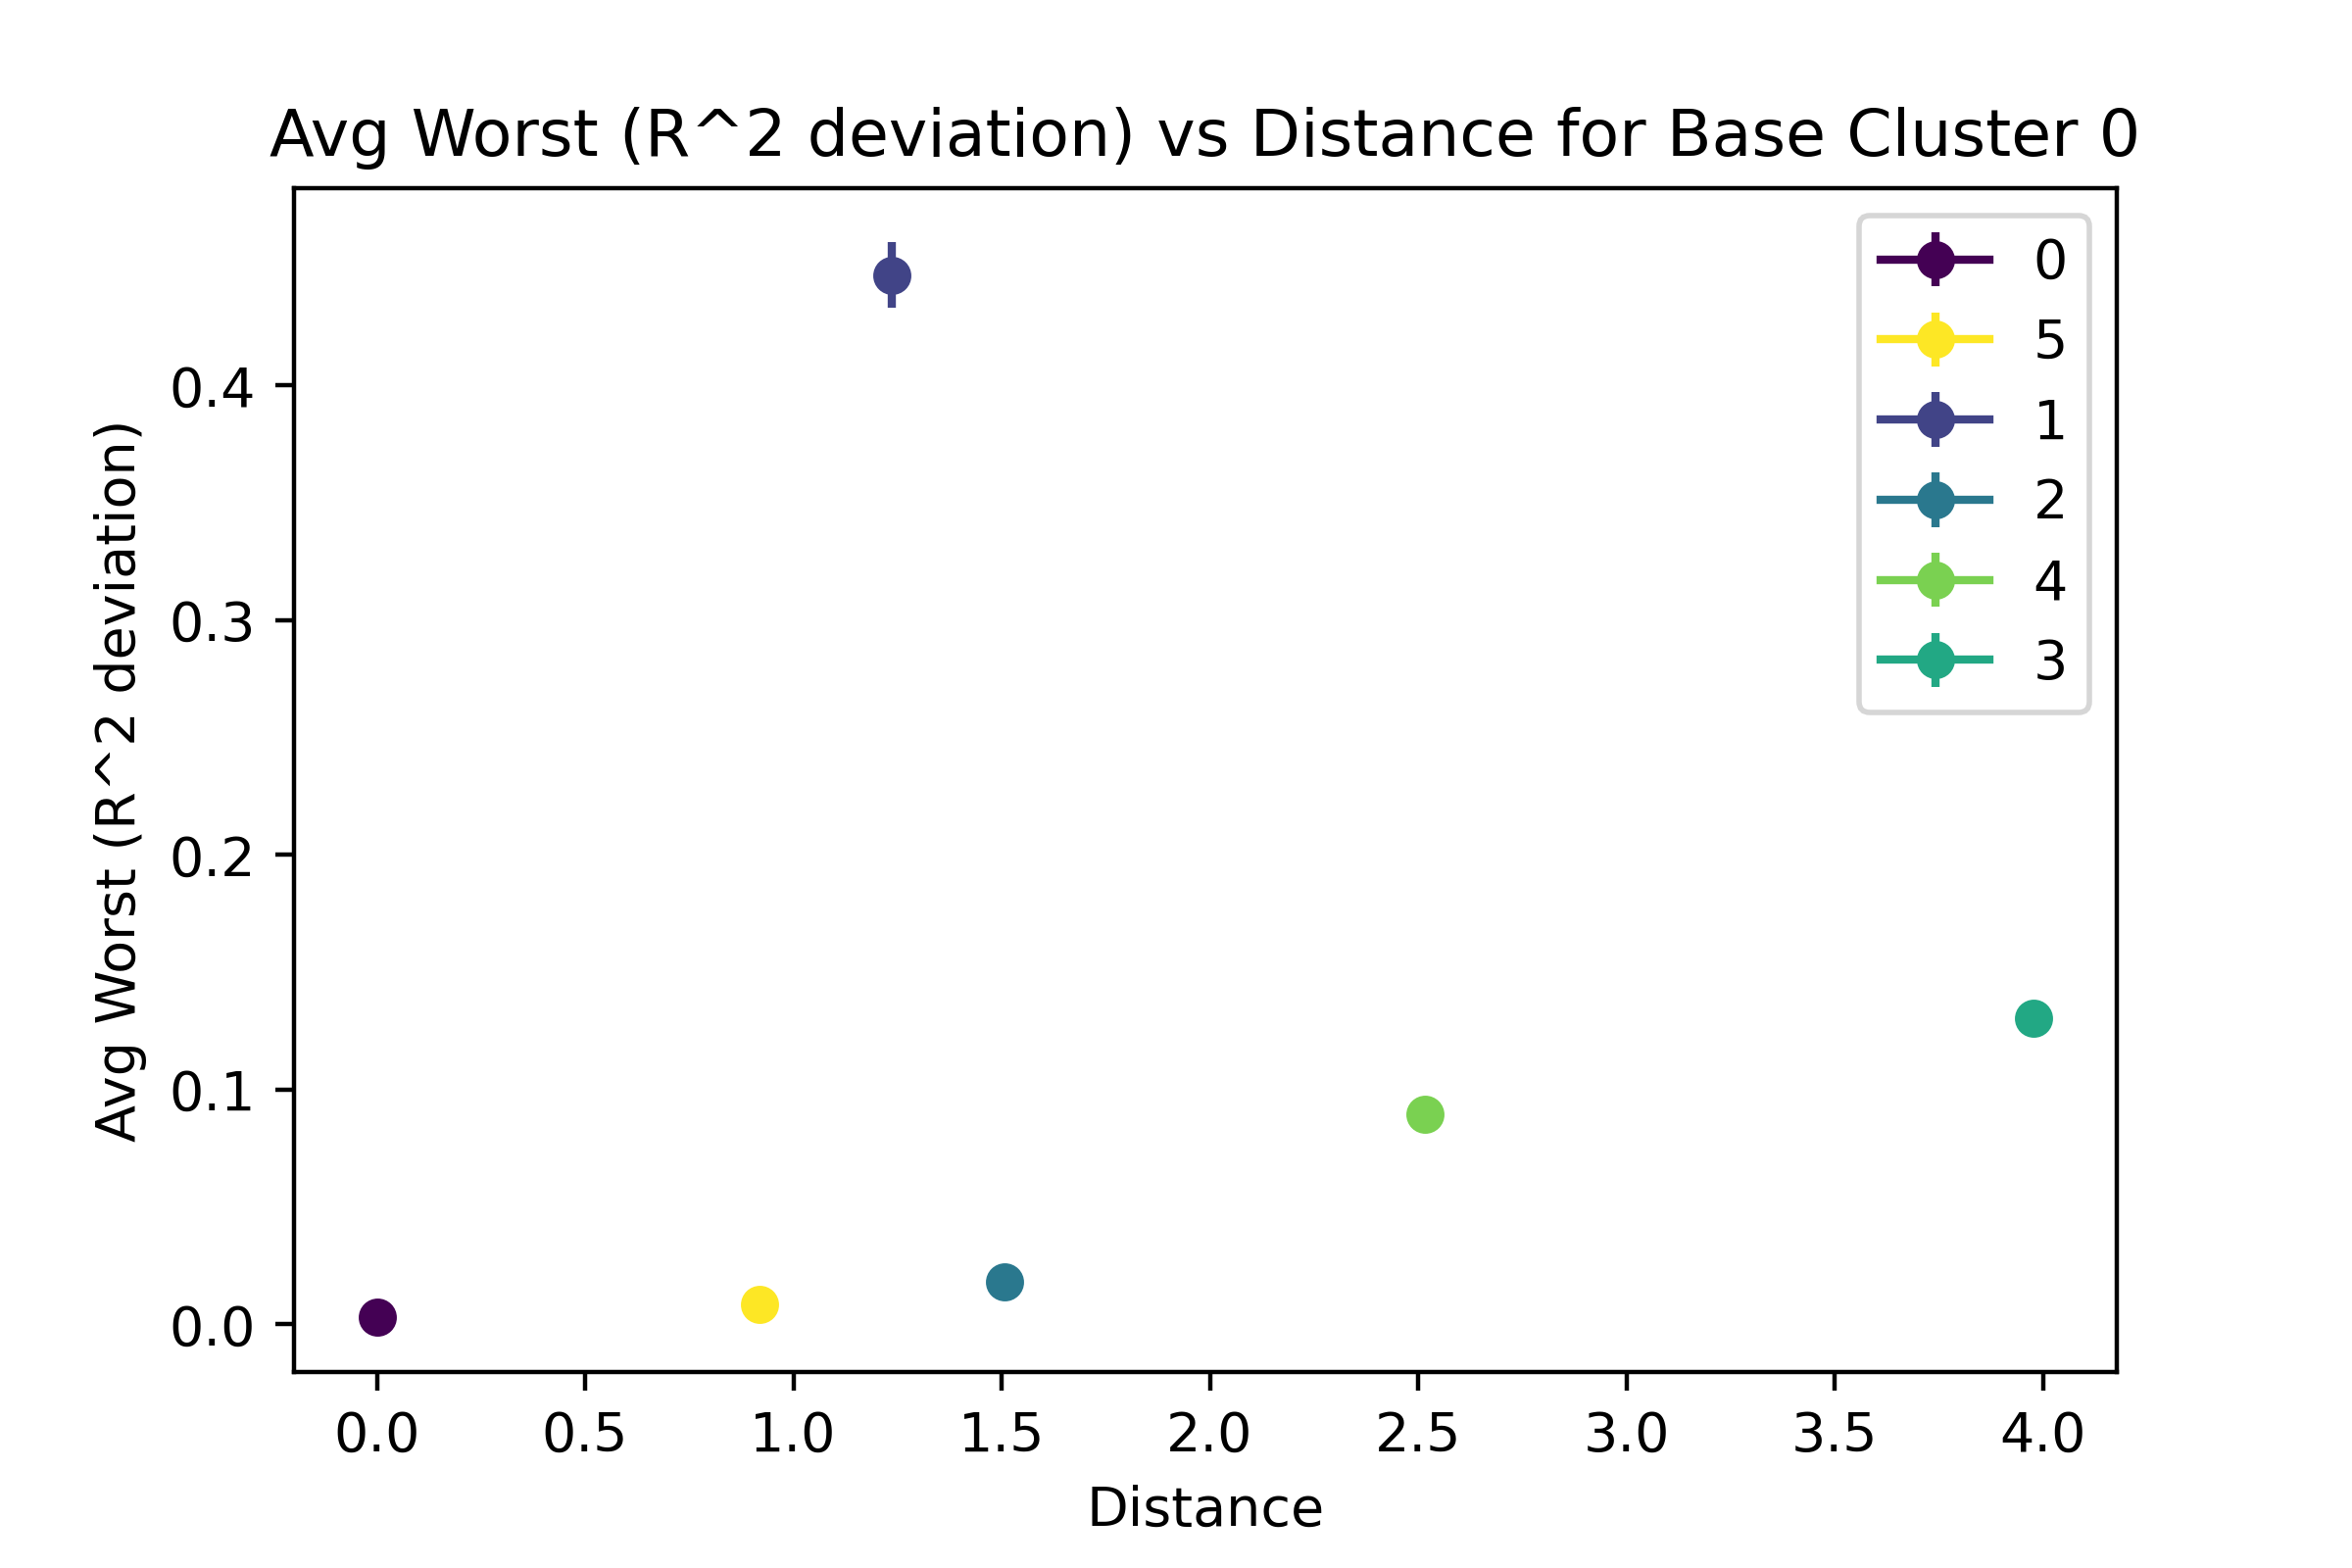 Avg Worst (R^2 deviation) vs Distance for Base Cluster 0
0
5
1
2
4
3
Avg Worst (R^2 deviation)
0.4
0.3
0.2
0.1
0.0
0.0 0.5 1.0 1.5 2.0 2.5 3.0 3.5 4.0
Distance